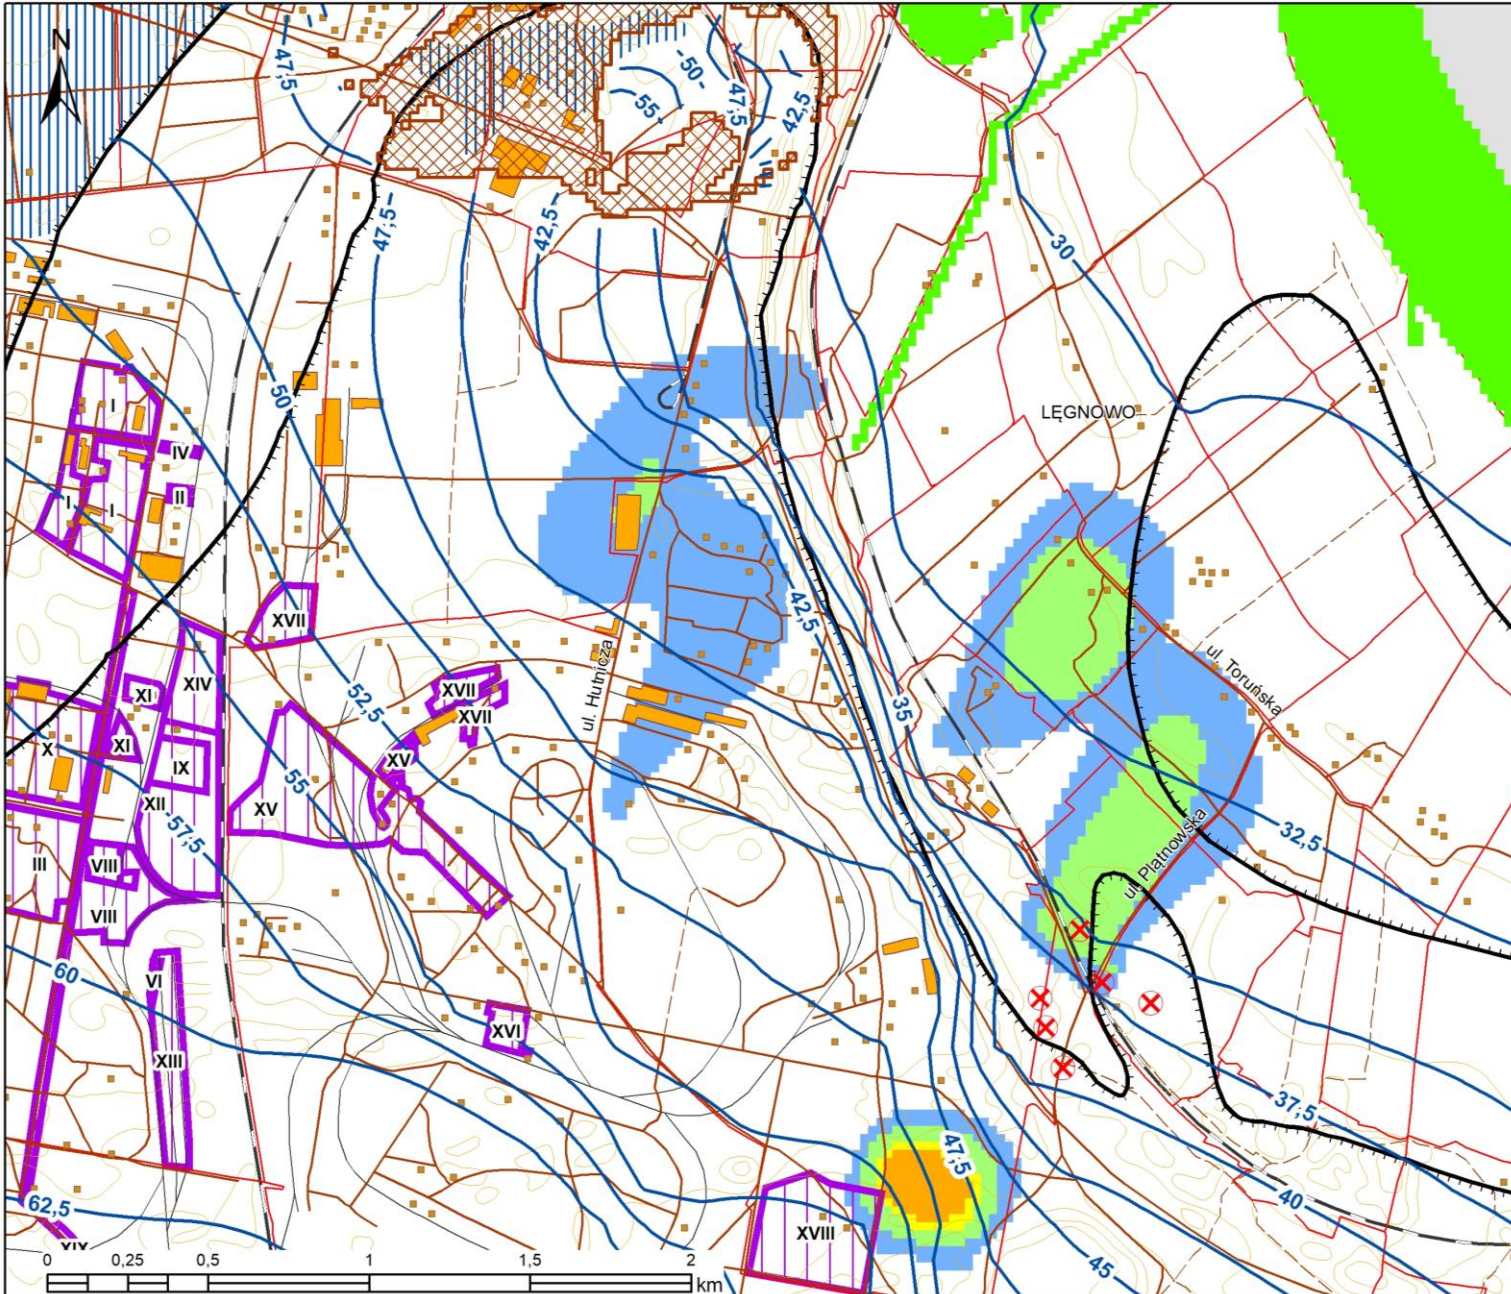 N
47,5
-50-
55-
47,5
42,5
47,5-
42,5
30
50
LĘGNOWO
I
IV
I
I
II
42,5
XVII
ul. Hutnicza
ul. Toruńska
XIV
XI
XVII
XVII
52,5
35
X
XI
XV
IX
55
XV
XII
57,5
32,5
ul. Płątnowska
III
VIII
VIII
60
VI
XVI
XIII
37,5
47,5
40
62,5
XVIII
XIX
45
0 0,25 0,5 1 1,5 2
km